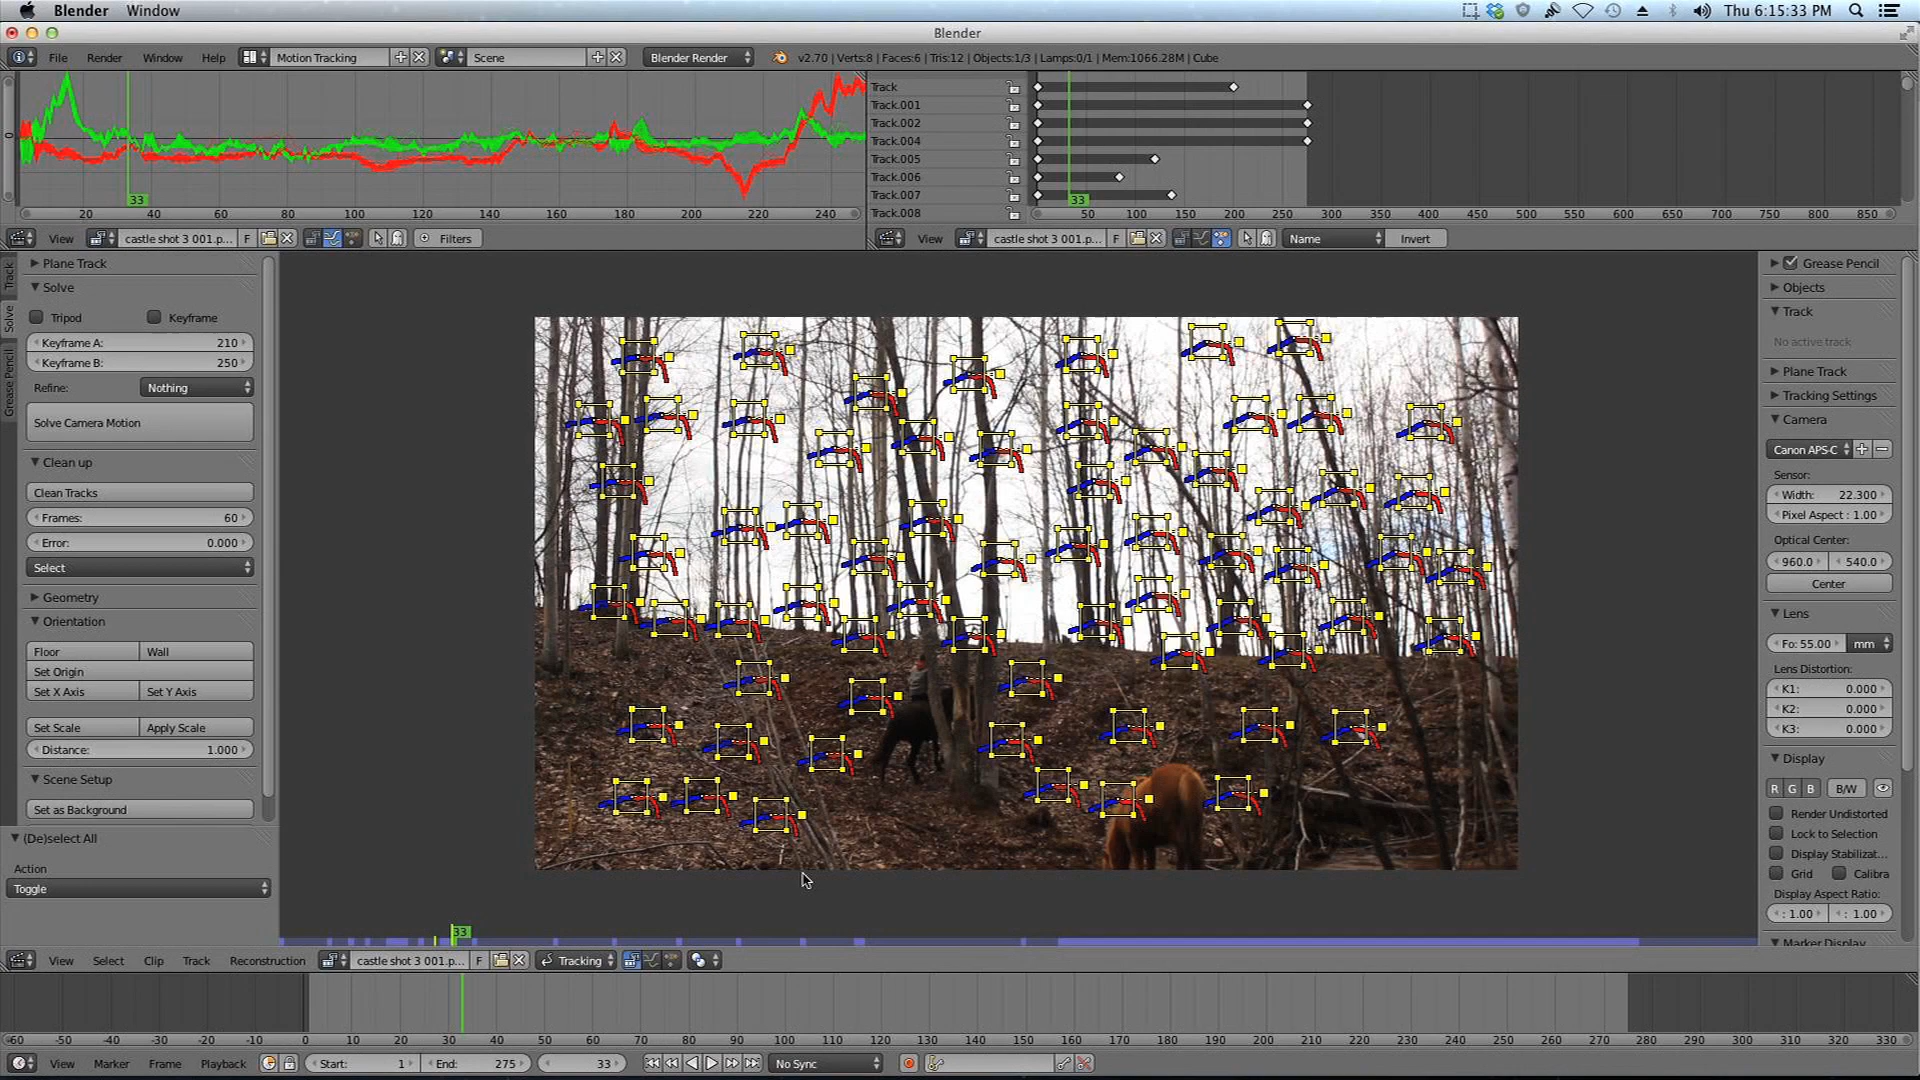 Blender Window Thu 6:15:33 PM
Blender
File Render Window Help Motion Tracking Scene Blender Render v2.70 | Verts:8 | Faces:6 | Tris:12 | Objects:1/3 | Lamps:0/1 | Mem:1066.28M | Cube
0
33
20 40 60 80 100 120 140 160 180 200 220 240
View castle shot 3 001.p... F Filters
Track
Track.001
Track.002
Track.004
Track.005
Track.006
Track.007
Track.008
33
50 100 150 200 250 300 350 400 450 500 550 600 650 700 750 800 850
View castle shot 3 001.p... F Name Invert
Track
Solve
Grease Pencil
Plane Track
Solve
Tripod Keyframe
Keyframe A: 210
Keyframe B: 250
Refine: Nothing
Solve Camera Motion
Clean up
Clean Tracks
Frames: 60
Error: 0.000
Select
Geometry
Orientation
Floor Wall
Set Origin
Set X Axis Set Y Axis
Set Scale Apply Scale
Distance: 1.000
Scene Setup
Set as Background
(De)select All
Action
Toggle
Grease Pencil
Objects
Track
No active track
Plane Track
Tracking Settings
Camera
Canon APS-C
Sensor:
Width: 22.300
Pixel Aspect : 1.00
Optical Center:
960.0 540.0
Center
Lens
Fo: 55.00 mm
Lens Distortion:
K1: 0.000
K2: 0.000
K3: 0.000
Display
R G B B/W
Render Undistorted
Lock to Selection
Display Stabilizat...
Grid Calibra
Display Aspect Ratio:
: 1.00 : 1.00
Marker Display
33
View Select Clip Track Reconstruction castle shot 3 001.p... F Tracking
-60 -50 -40 -30 -20 -10 0 10 20 30 40 50 60 70 80 90 100 110 120 130 140 150 160 170 180 190 200 210 220 230 240 250 260 270 280 290 300 310 320 330
View Marker Frame Playback Start: 1 End: 275 33 No Sync